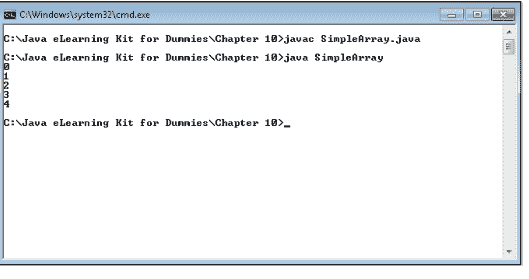 C:\Windows\system32\cmd.exe
C:\Java eLearning Kit for Dummies\Chapter 10>javac SimpleArray.java
C:\Java eLearning Kit for Dummies\Chapter 10>java SimpleArray
0
1
2
3
4
C:\Java eLearning Kit for Dummies\Chapter 10>_